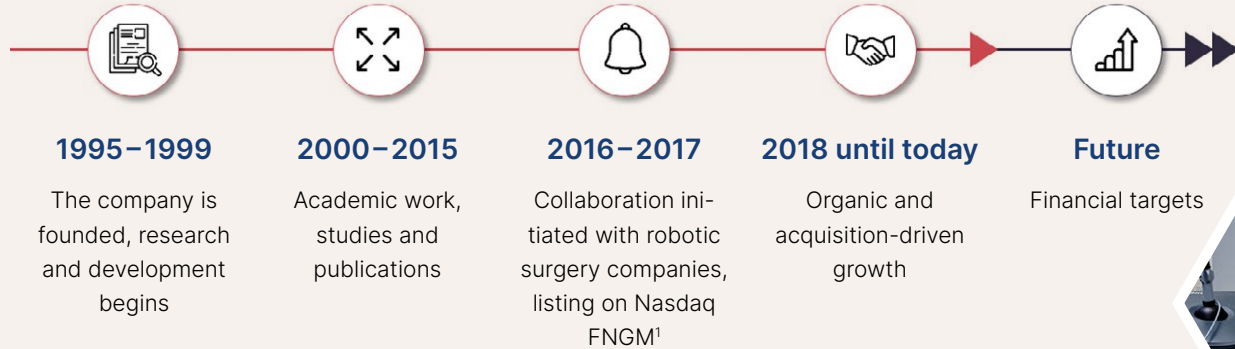 1995–1999
The company is
founded, research
and development
begins
2000–2015
Academic work,
studies and
publications
2016–2017
Collaboration ini-
tiated with robotic
surgery companies,
listing on Nasdaq
FNGM¹
2018 until today
Organic and
acquisition-driven
growth
Future
Financial targets